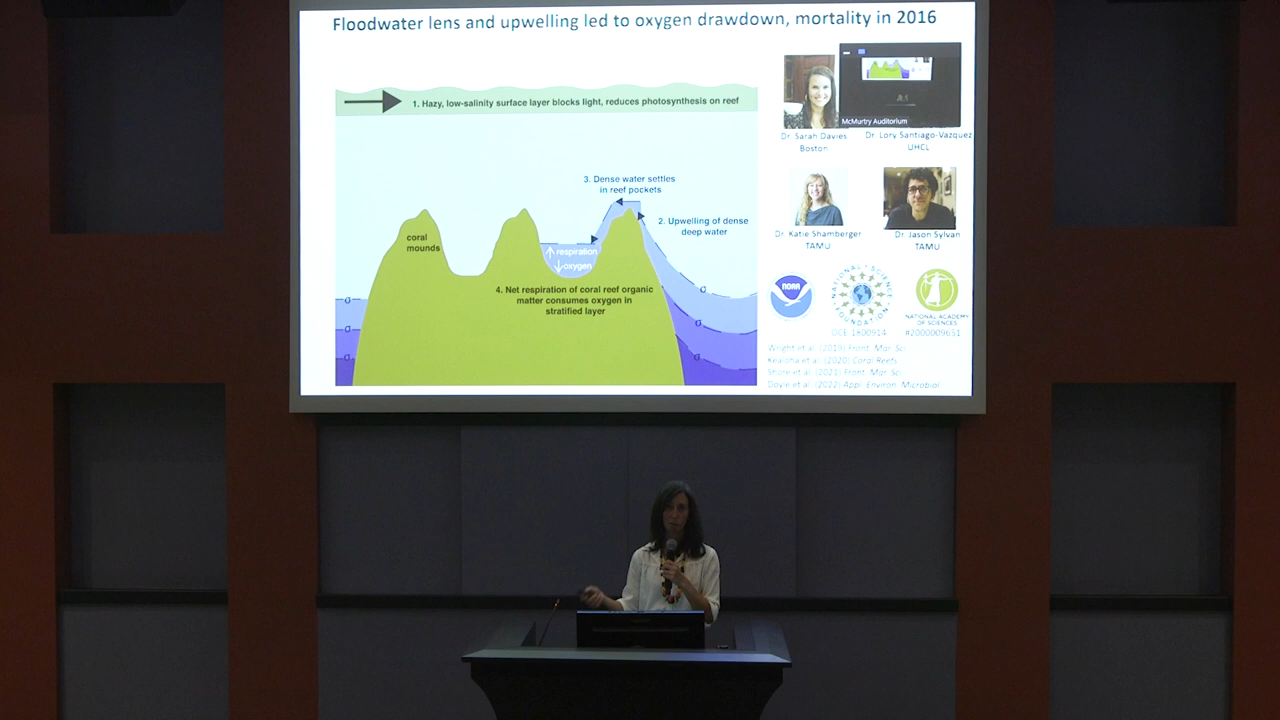 Floodwater lens and upwelling led to oxygen drawdown, mortality in 2016
1. Hazy, low-salinity surface layer blocks light, reduces photosynthesis on reef
3. Dense water settles
in reef pockets
2. Upwelling of dense
deep water
coral
mounds
↑ respiration
↓oxygen
4. Net respiration of coral reef organic
matter consumes oxygen in
stratified layer
σ
σ
σ
σ
σ
σ
McMurtry Auditorium
Dr. Sarah Davies
Boston
Dr. Lory Santiago-Vazquez
UHCL
Dr. Katie Shamberger
TAMU
Dr. Jason Sylvan
TAMU
NOAA
NATIONAL SCIENCE FOUNDATION
OCE 1800914
NATIONAL ACADEMY
OF SCIENCES
#2000009651
Wright et al. (2019) Front. Mar. Sci.
Kealoha et al. (2020) Coral Reefs
Shore et al. (2021) Front. Mar. Sci.
Doyle et al. (2022) Appl. Environ. Microbiol.